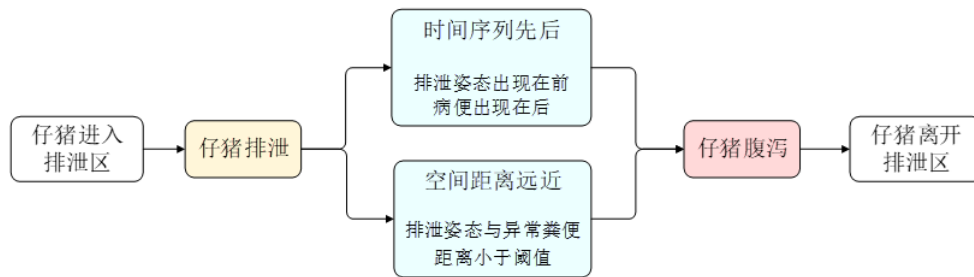 仔猪进入
排泄区
仔猪排泄
时间序列先后
排泄姿态出现在前
病便出现在后
空间距离远近
排泄姿态与异常粪便
距离小于阈值
仔猪腹泻
仔猪离开
排泄区